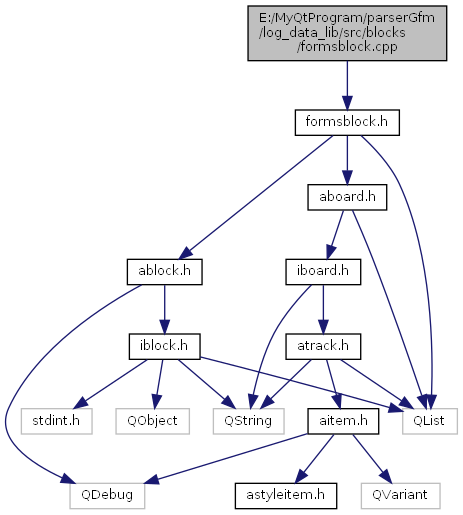 E:/MyQtProgram/parserGfm
/log_data_lib/src/blocks
/formsblock.cpp
formsblock.h
aboard.h
ablock.h
iboard.h
iblock.h
atrack.h
stdint.h
QObject
QString
aitem.h
QList
QDebug
astyleitem.h
QVariant